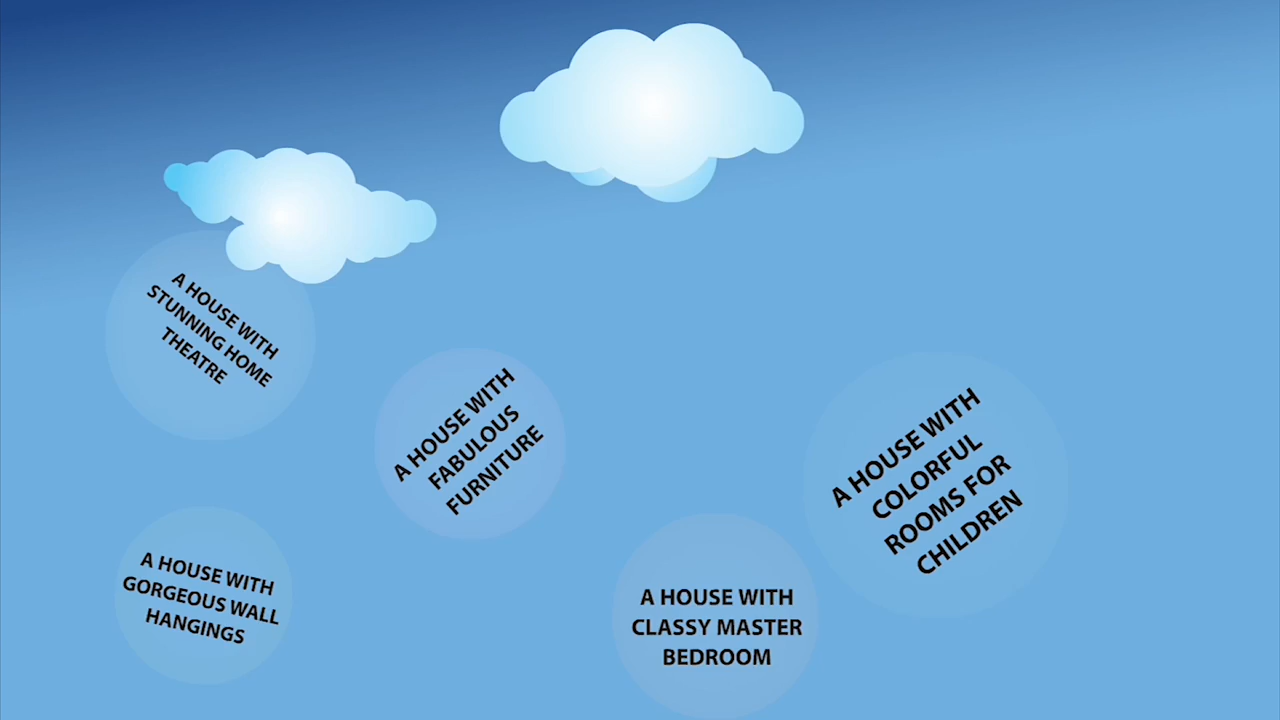 A HOUSE WITH
STUNNING HOME
THEATRE
A HOUSE WITH
FABULOUS
FURNITURE
A HOUSE WITH
COLORFUL
ROOMS FOR
CHILDREN
A HOUSE WITH
GORGEOUS WALL
HANGINGS
A HOUSE WITH
CLASSY MASTER
BEDROOM